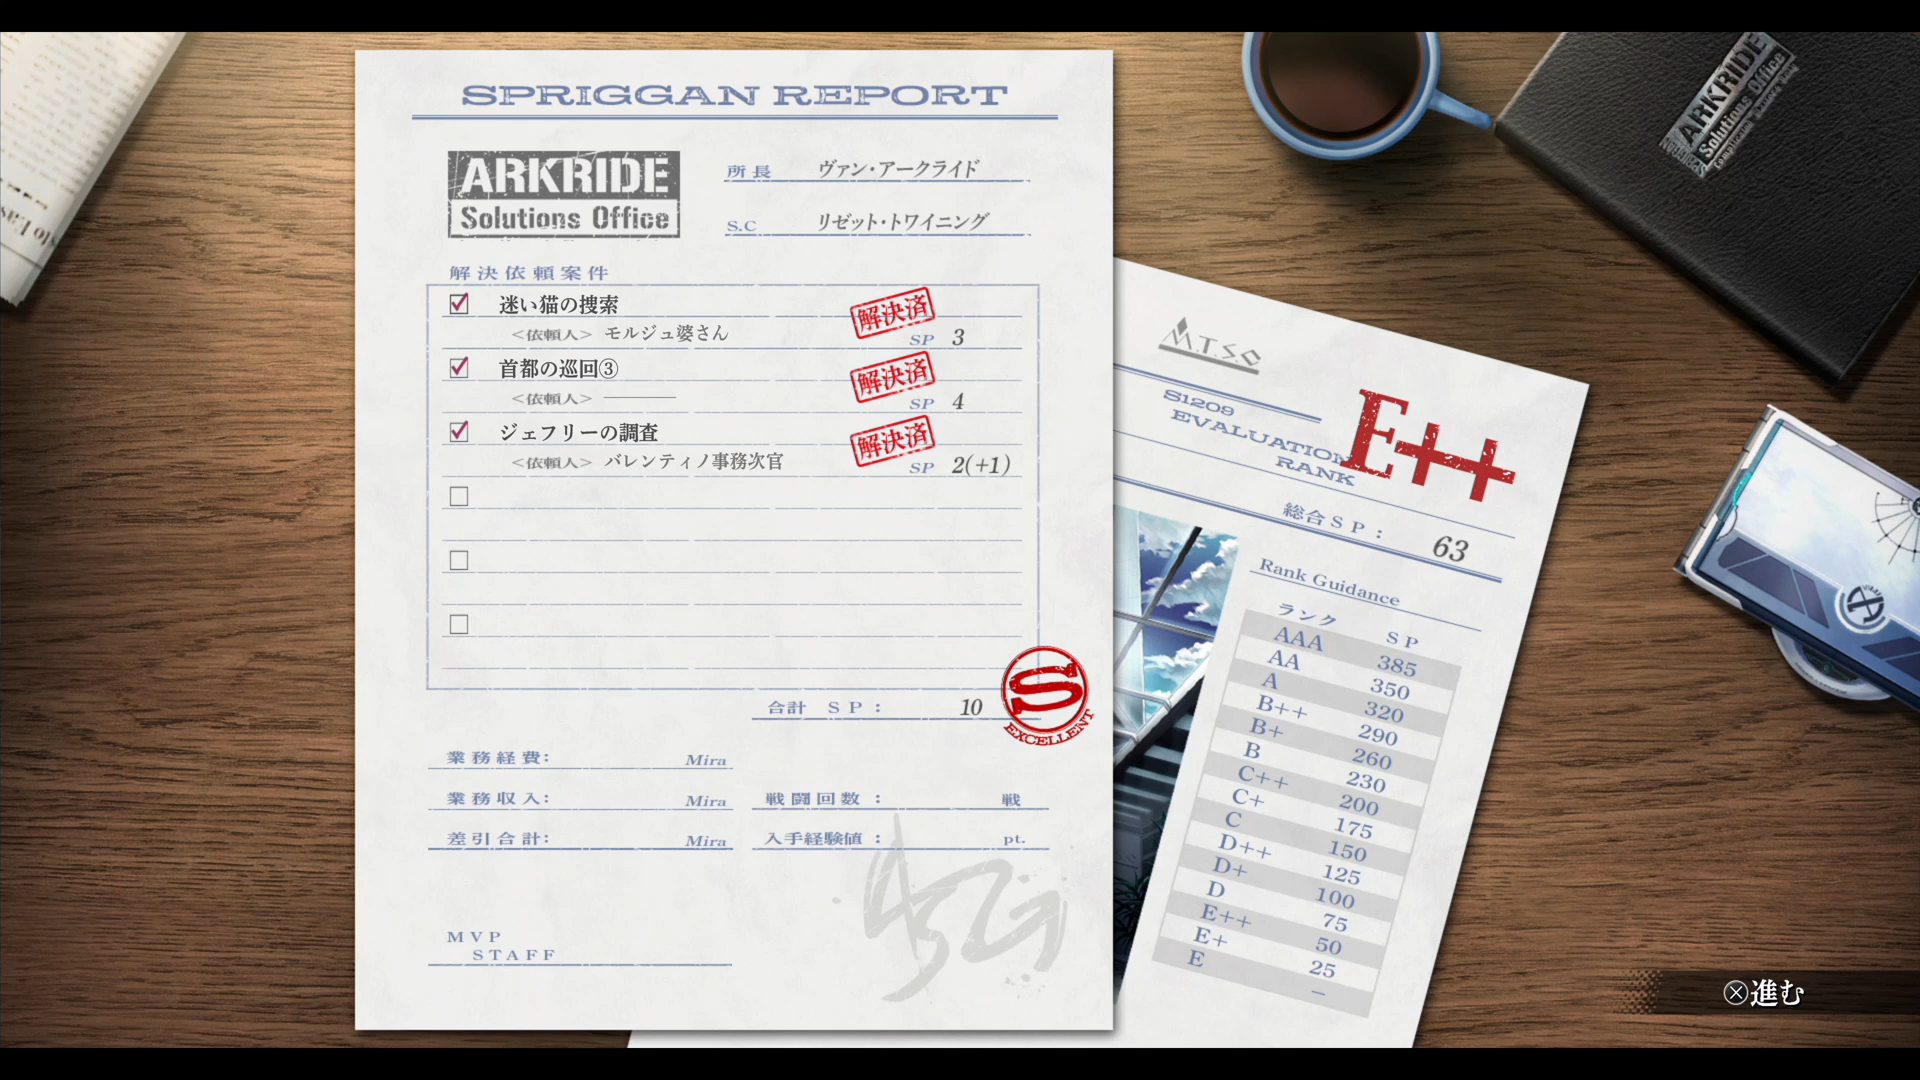 SPRIGGAN REPORT
ARKRIDE
Solutions Office
所長 ヴァン・アークライド
S.C リゼット・トワイニング
解決依頼案件
迷い猫の捜索
<依頼人> モルジュ婆さん
解決済
SP 3
首都の巡回③
<依頼人> ————
解決済
SP 4
ジェフリーの調査
<依頼人> バレンティノ事務次官
解決済
SP 2(+1)
合計 SP: 10
S
EXCELLENT
業務経費: Mira
業務収入: Mira
差引合計: Mira
戦闘回数: 戦
入手経験値: pt.
MVP
STAFF
M.T.S.O
S1209
EVALUATION
RANK
E++
総合SP: 63
Rank Guidance
ランク SP
AAA 385
AA 350
A 320
B++ 290
B+ 260
B 230
C++ 200
C+ 175
C 150
D++ 125
D+ 100
D 75
E++ 50
E+ 25
E –
ARKRIDE
Solutions Office
進む